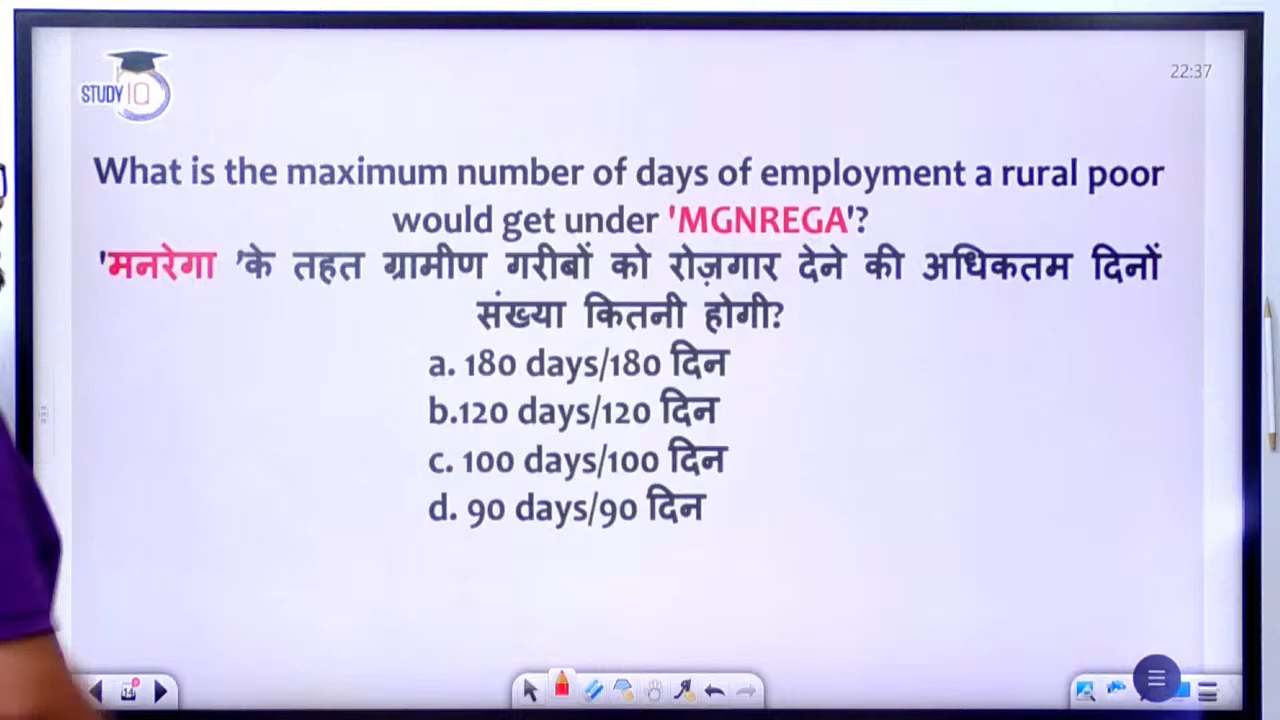 STUDY IQ
22:37
What is the maximum number of days of employment a rural poor
would get under 'MGNREGA'?
'मनरेगा 'के तहत ग्रामीण गरीबों को रोज़गार देने की अधिकतम दिनों
संख्या कितनी होगी?
a. 180 days/180 दिन
b.120 days/120 दिन
c. 100 days/100 दिन
d. 90 days/90 दिन
14